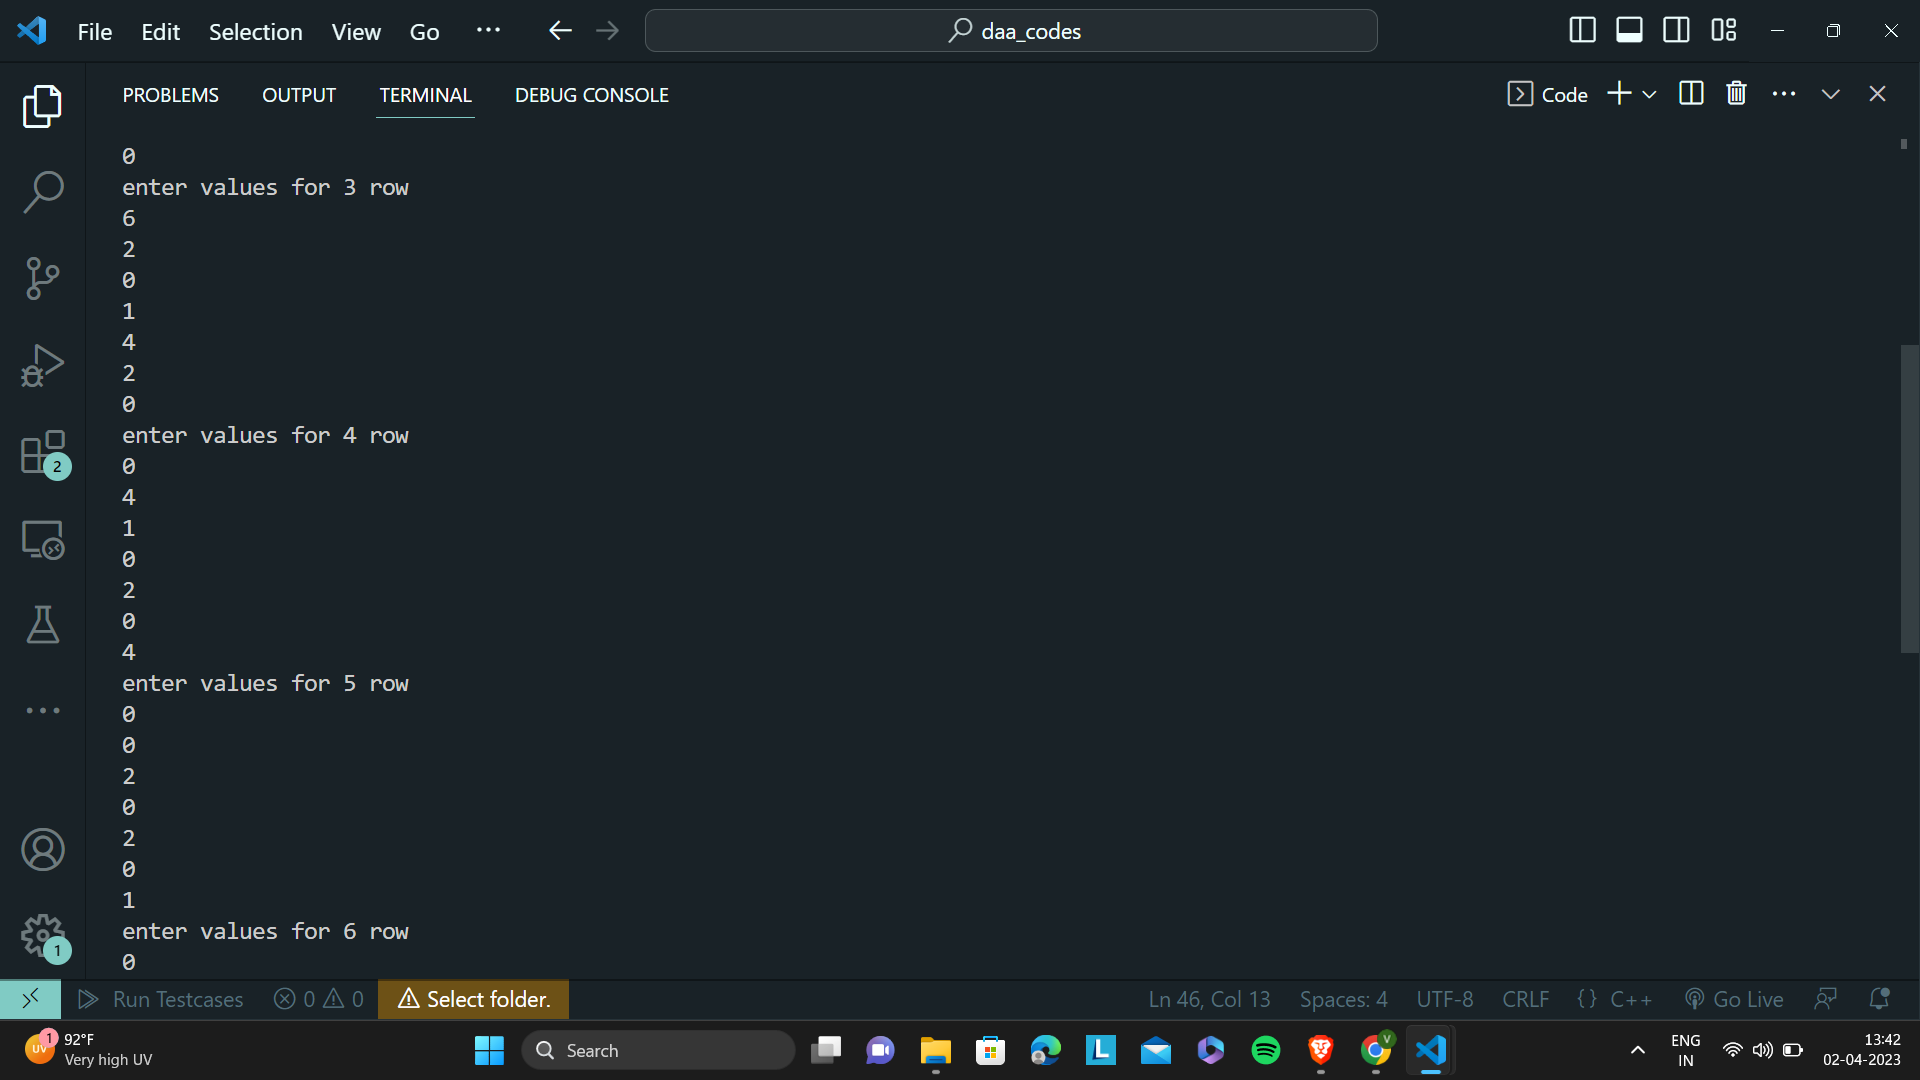 File Edit Selection View Go ··· daa_codes
PROBLEMS OUTPUT TERMINAL DEBUG CONSOLE Code
0
enter values for 3 row
6
2
0
1
4
2
0
enter values for 4 row
0
4
1
0
2
0
4
enter values for 5 row
0
0
2
0
2
0
1
enter values for 6 row
0
2
1
Run Testcases 0 0 Select folder. Ln 46, Col 13 Spaces: 4 UTF-8 CRLF {} C++ Go Live
1 UV 92°F
Very high UV
Search
L
V
ENG
IN
13:42
02-04-2023